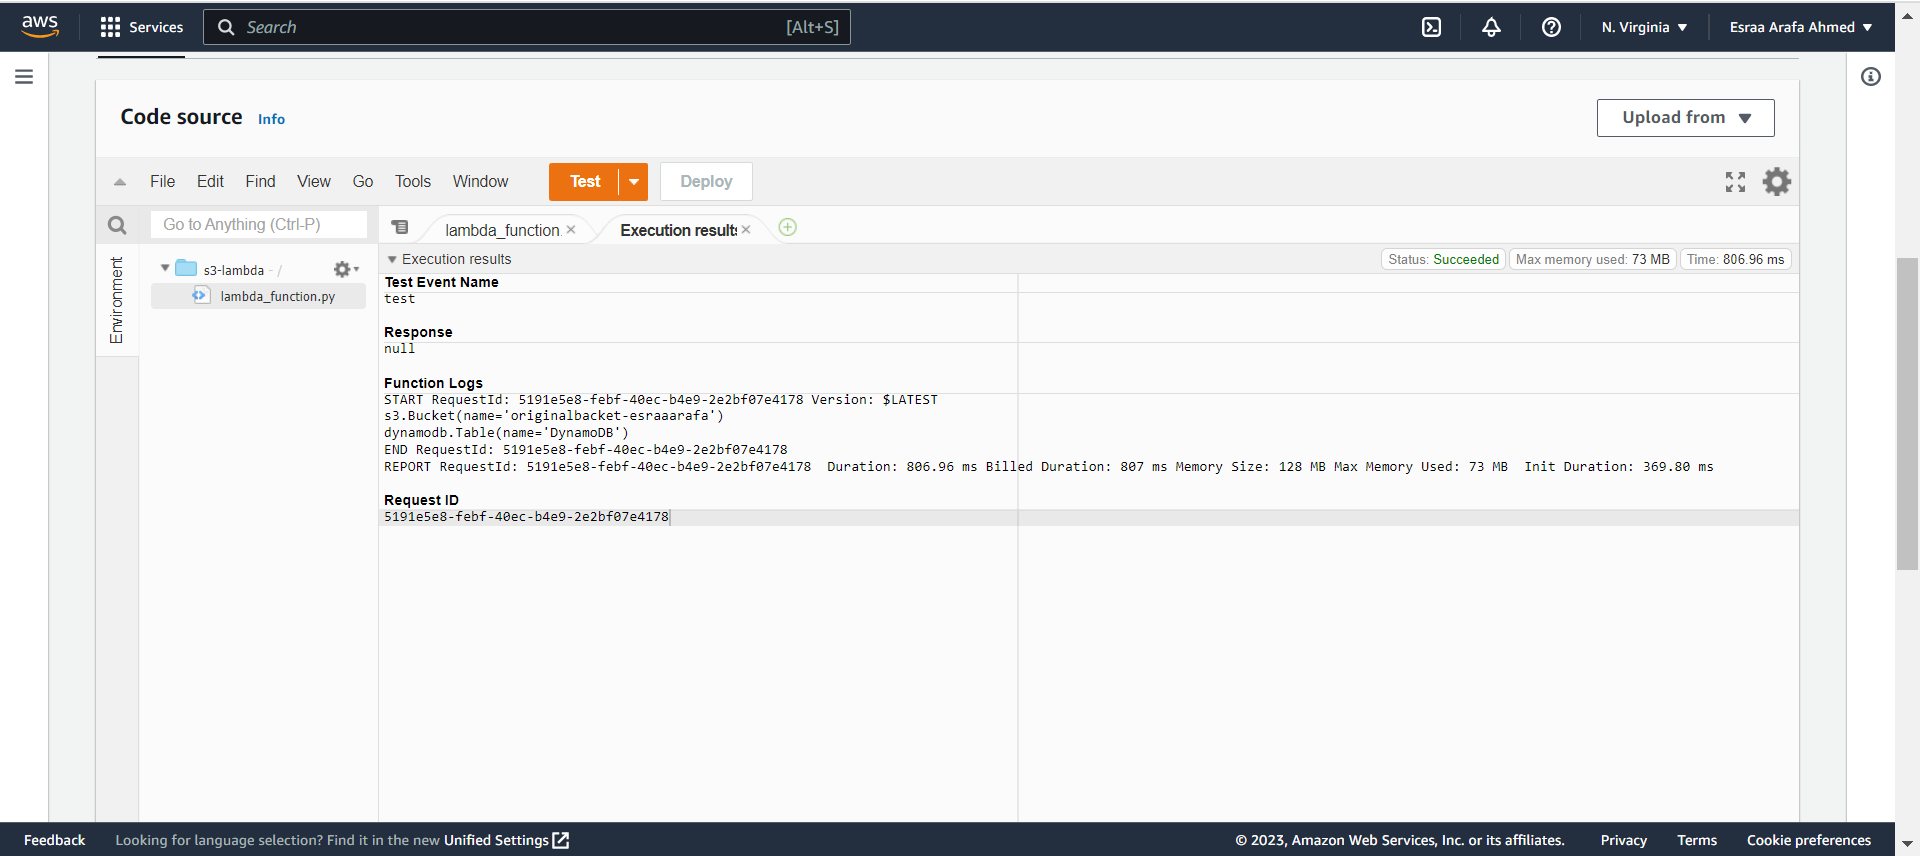 aws
Services
Search
[Alt+S]
N. Virginia
Esraa Arafa Ahmed
Code source
Info
Upload from
File Edit Find View Go Tools Window
Test
Deploy
Go to Anything (Ctrl-P)
lambda_function.
Execution results
Environment
s3-lambda - /
lambda_function.py
Execution results
Status: Succeeded
Max memory used: 73 MB
Time: 806.96 ms
Test Event Name
test
Response
null
Function Logs
START RequestId: 5191e5e8-febf-40ec-b4e9-2e2bf07e4178 Version: $LATEST
s3.Bucket(name='originalbacket-esraaarafa')
dynamodb.Table(name='DynamoDB')
END RequestId: 5191e5e8-febf-40ec-b4e9-2e2bf07e4178
REPORT RequestId: 5191e5e8-febf-40ec-b4e9-2e2bf07e4178  Duration: 806.96 ms Billed Duration: 807 ms Memory Size: 128 MB Max Memory Used: 73 MB  Init Duration: 369.80 ms
Request ID
5191e5e8-febf-40ec-b4e9-2e2bf07e4178
Feedback
Looking for language selection? Find it in the new Unified Settings
© 2023, Amazon Web Services, Inc. or its affiliates.
Privacy
Terms
Cookie preferences